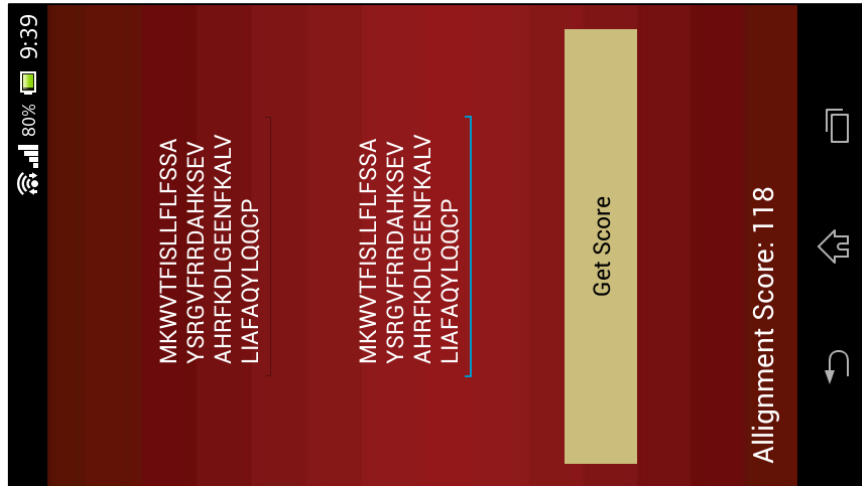 80% 9:39
MKWVTFISLLFLFSSA
YSRGVFRRDAHKSEV
AHRFKDLGEENFKALV
LIAFAQYLQQCP
MKWVTFISLLFLFSSA
YSRGVFRRDAHKSEV
AHRFKDLGEENFKALV
LIAFAQYLQQCP
Get Score
Allignment Score: 118